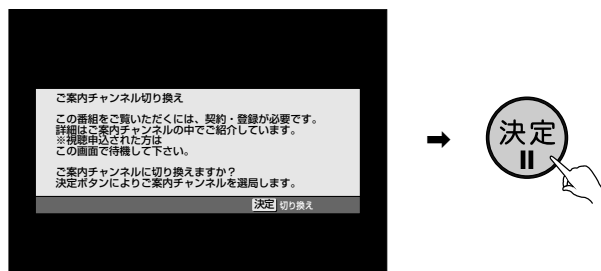 ご案内チャンネル切り換え
この番組をご覧いただくには、契約・登録が必要です。
詳細はご案内チャンネルの中でご紹介しています。
※視聴申込された方は
この画面で待機して下さい。
ご案内チャンネルに切り換えますか？
決定ボタンによりご案内チャンネルを選局します。
決定 切り換え
決定